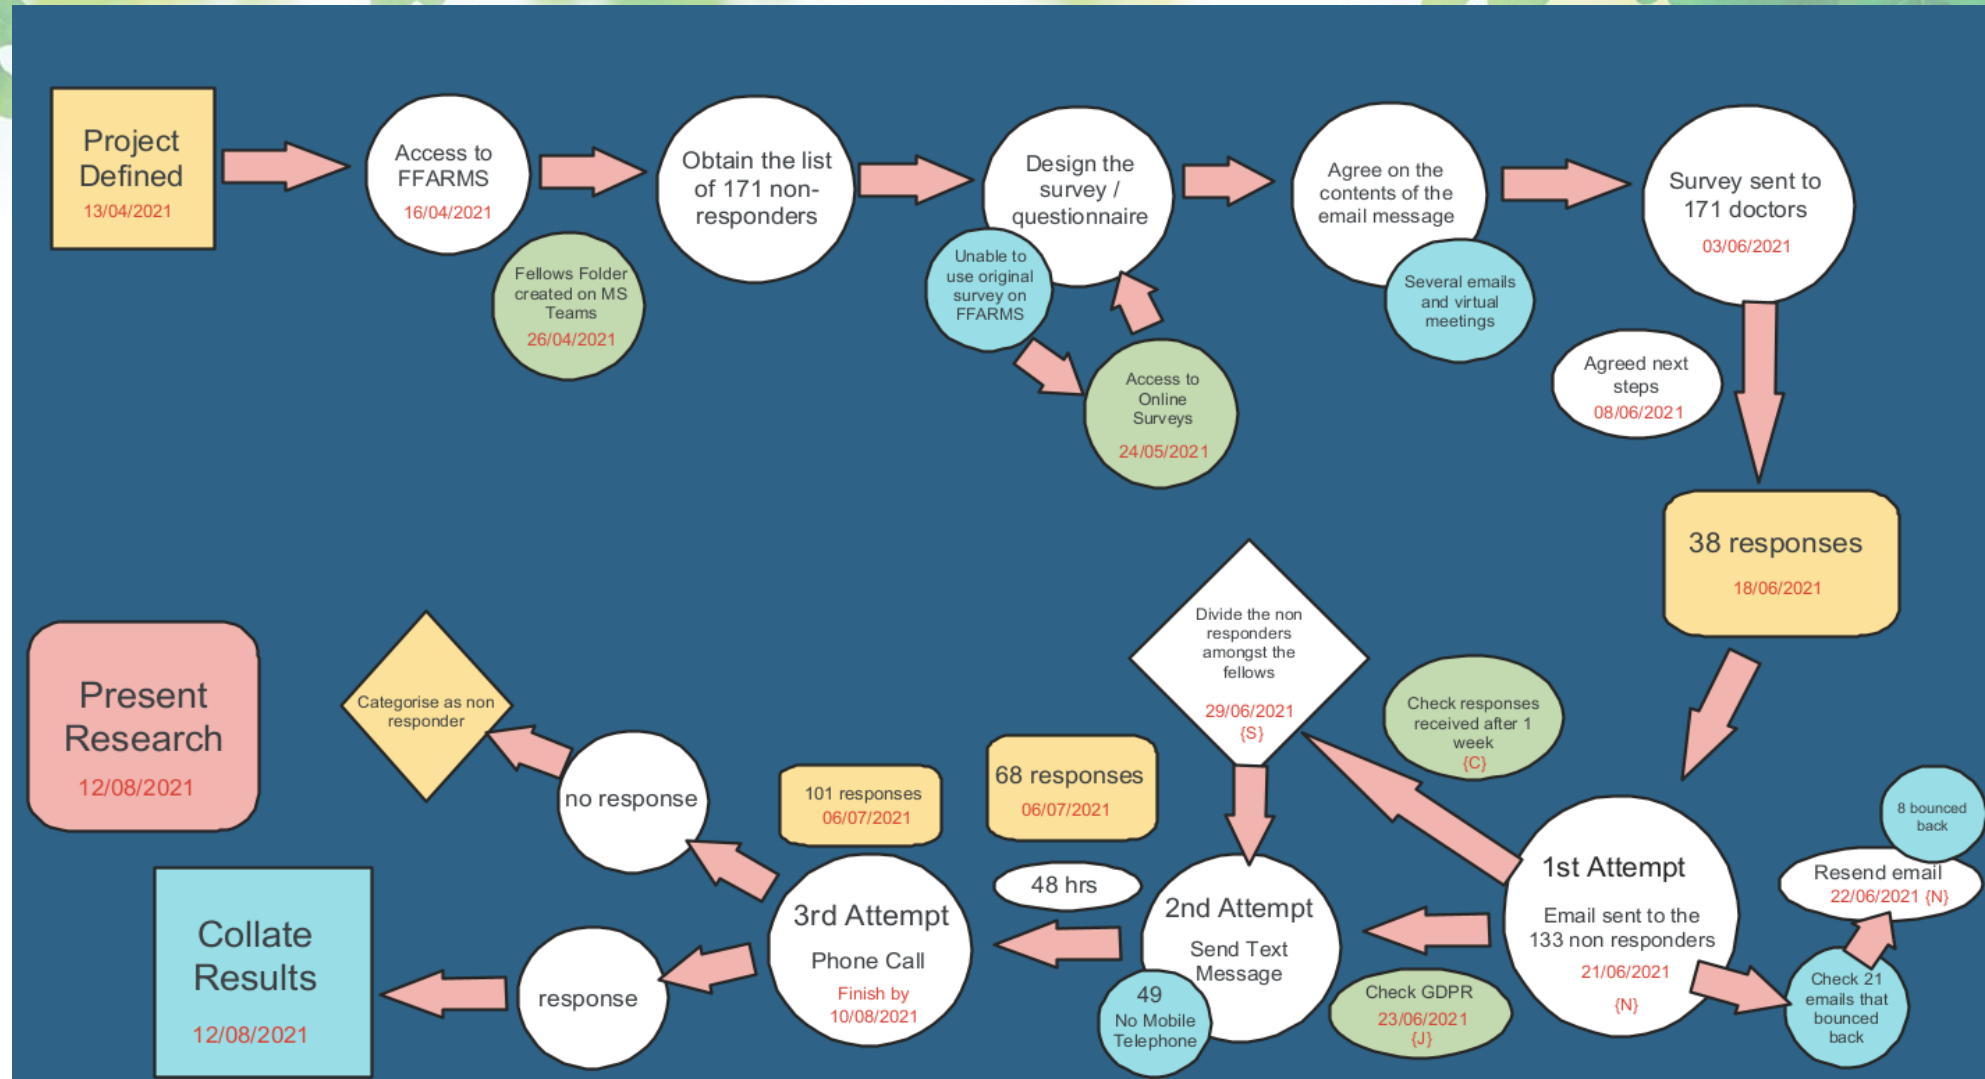 Project
Defined
13/04/2021
Access to
FFARMS
16/04/2021
Fellows Folder
created on MS
Teams
26/04/2021
Obtain the list
of 171 non-
responders
Design the
survey /
questionnaire
Unable to
use original
survey on
FFARMS
Access to
Online
Surveys
24/05/2021
Agree on the
contents of the
email message
Several emails
and virtual
meetings
Survey sent to
171 doctors
03/06/2021
Agreed next
steps
08/06/2021
38 responses
18/06/2021
1st Attempt
Email sent to the
133 non responders
21/06/2021
{N}
Check 21
emails that
bounced
back
Resend email
22/06/2021 {N}
8 bounced
back
Check responses
received after 1
week
{C}
Divide the non
responders
amongst the
fellows
29/06/2021
{S}
Check GDPR
23/06/2021
{J}
2nd Attempt
Send Text
Message
49
No Mobile
Telephone
68 responses
06/07/2021
48 hrs
101 responses
06/07/2021
3rd Attempt
Phone Call
Finish by
10/08/2021
no response
Categorise as non
responder
response
Collate
Results
12/08/2021
Present
Research
12/08/2021